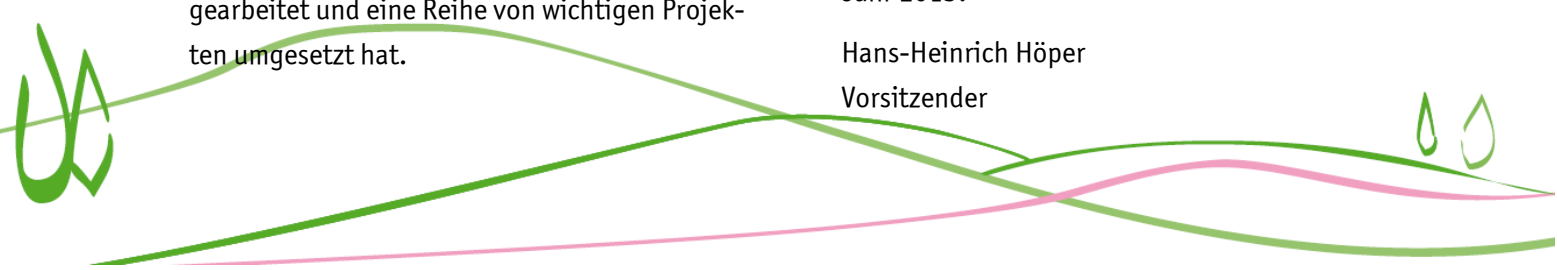 gearbeitet und eine Reihe von wichtigen Projek-
ten umgesetzt hat.
Hans-Heinrich Höper
Vorsitzender